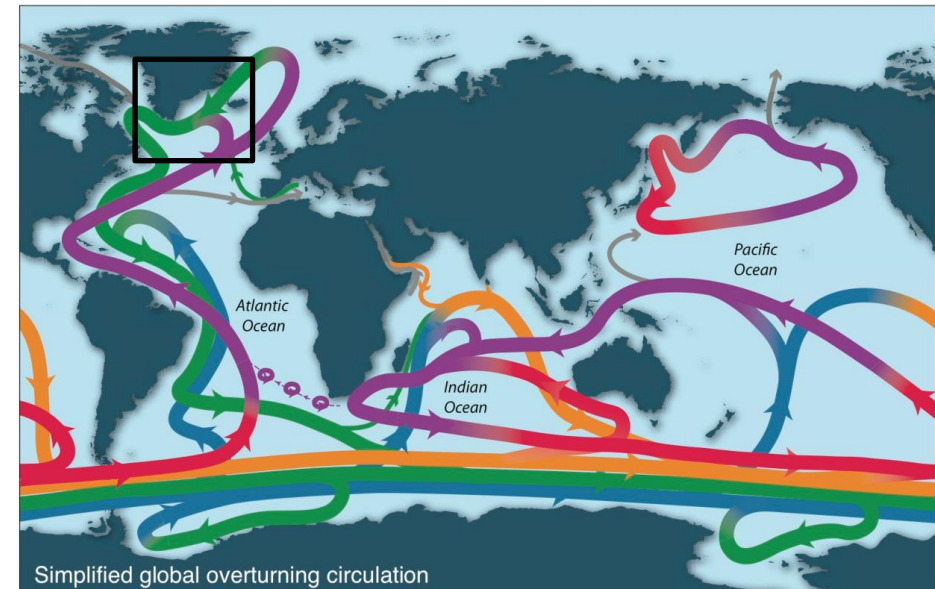 Pacific
Ocean
Atlantic
Ocean
Indian
Ocean
Simplified global overturning circulation